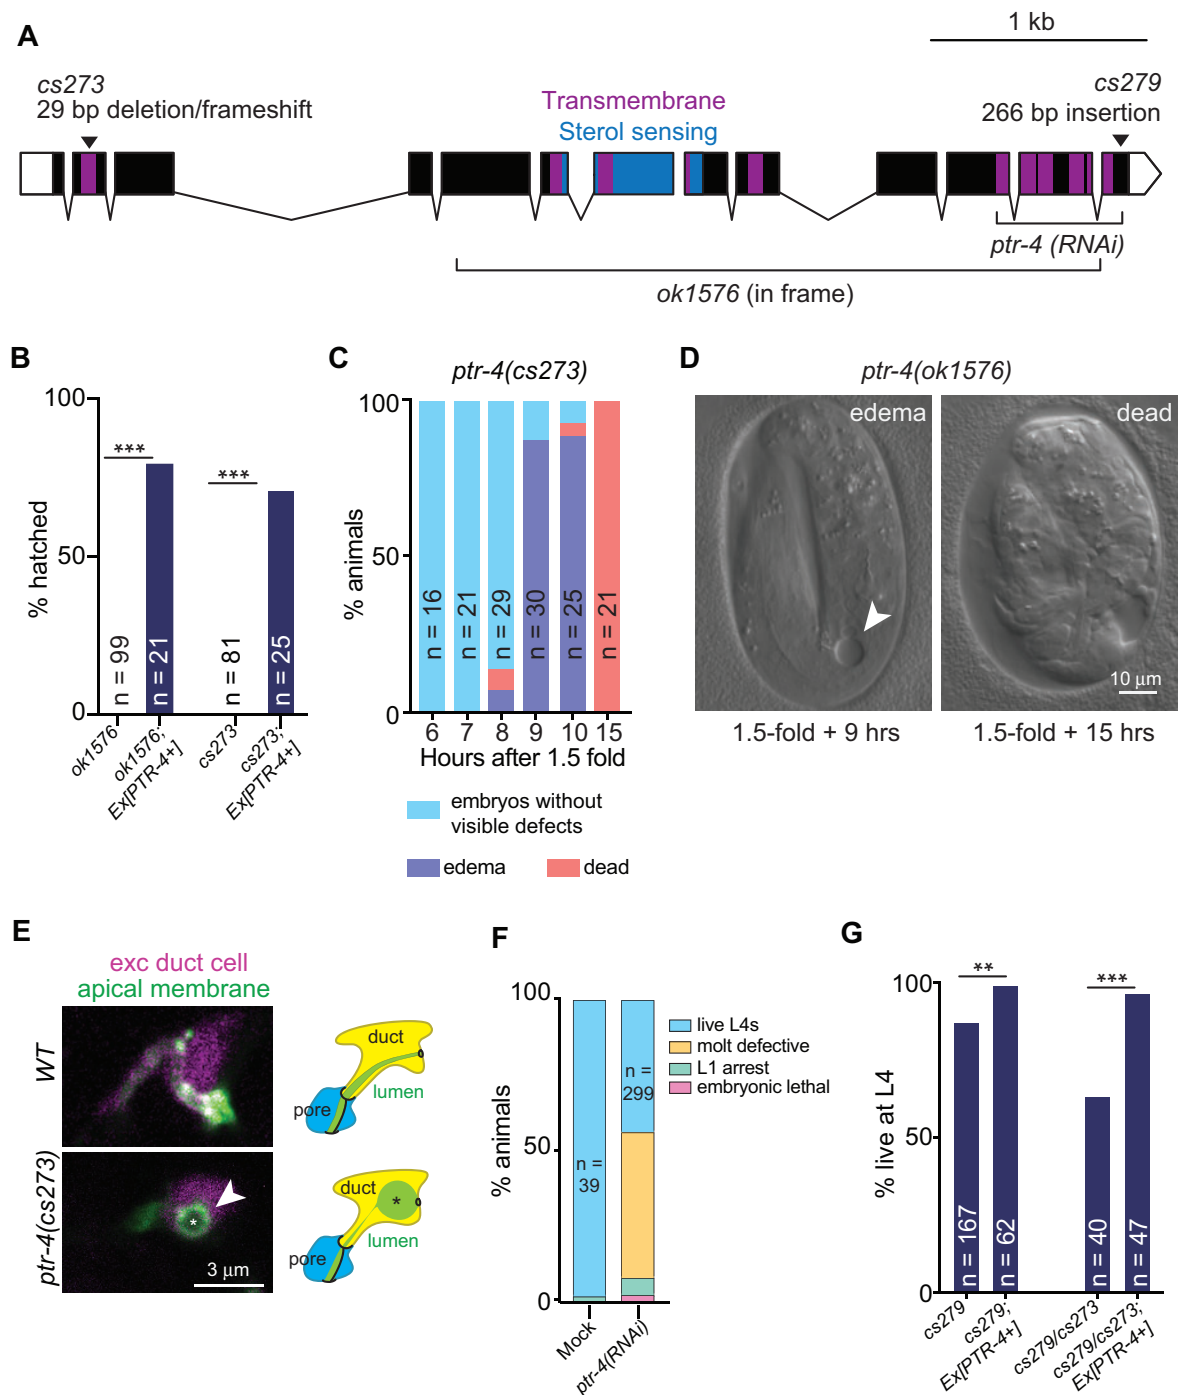 A
1 kb
cs273
29 bp deletion/frameshift
Transmembrane
Sterol sensing
cs279
266 bp insertion
ptr-4 (RNAi)
ok1576 (in frame)
B
% hatched
100
50
0
n = 99
n = 21
n = 81
n = 25
***
***
ok1576
ok1576;
Ex[PTR-4+]
cs273
cs273;
Ex[PTR-4+]
C
ptr-4(cs273)
% animals
100
50
0
n = 16
n = 21
n = 29
n = 30
n = 25
n = 21
6 7 8 9 10 15
Hours after 1.5 fold
embryos without
visible defects
edema
dead
D
ptr-4(ok1576)
edema
dead
10 µm
1.5-fold + 9 hrs
1.5-fold + 15 hrs
E
exc duct cell
apical membrane
WT
duct
lumen
pore
ptr-4(cs273)
*
3 µm
duct
*
lumen
pore
F
% animals
100
50
0
n =
39
n =
299
Mock
ptr-4(RNAi)
live L4s
molt defective
L1 arrest
embryonic lethal
G
% live at L4
100
50
0
**
***
n = 167
n = 62
n = 40
n = 47
cs279
cs279;
Ex[PTR-4+]
cs279/cs273
cs279/cs273;
Ex[PTR-4+]